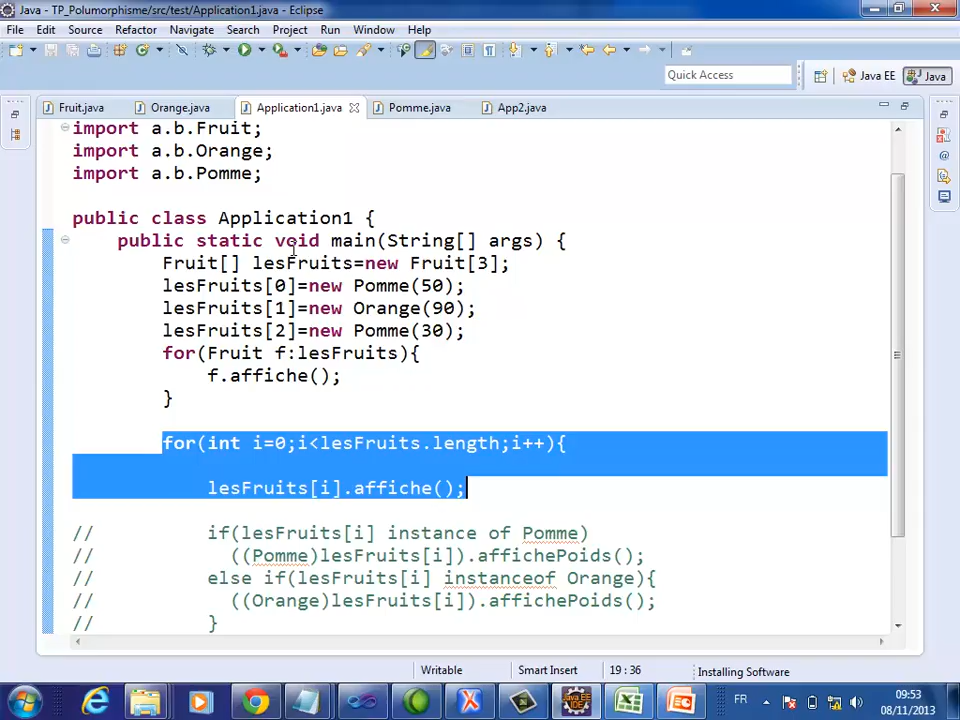 Java - TP_Polumorphisme/src/test/Application1.java - Eclipse
File Edit Source Refactor Navigate Search Project Run Window Help
Quick Access Java EE Java
Fruit.java Orange.java Application1.java Pomme.java App2.java
import a.b.Fruit;
import a.b.Orange;
import a.b.Pomme;
public class Application1 {
public static void main(String[] args) {
Fruit[] lesFruits=new Fruit[3];
lesFruits[0]=new Pomme(50);
lesFruits[1]=new Orange(90);
lesFruits[2]=new Pomme(30);
for(Fruit f:lesFruits){
f.affiche();
}
for(int i=0;i<lesFruits.length;i++){
lesFruits[i].affiche();
// if(lesFruits[i] instance of Pomme)
// ((Pomme)lesFruits[i]).affichePoids();
// else if(lesFruits[i] instanceof Orange){
// ((Orange)lesFruits[i]).affichePoids();
// }
Writable Smart Insert 19 : 36 Installing Software
FR 09:53
08/11/2013